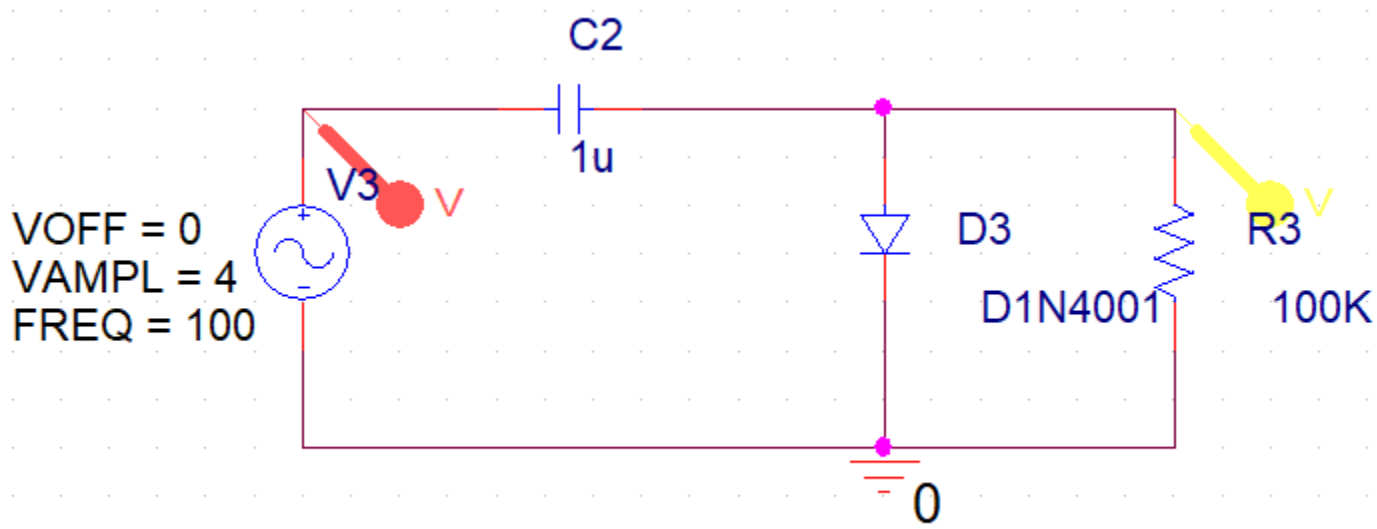 C2
1u
V3
V
VOFF = 0
VAMPL = 4
FREQ = 100
D3
D1N4001
R3
V
100K
0